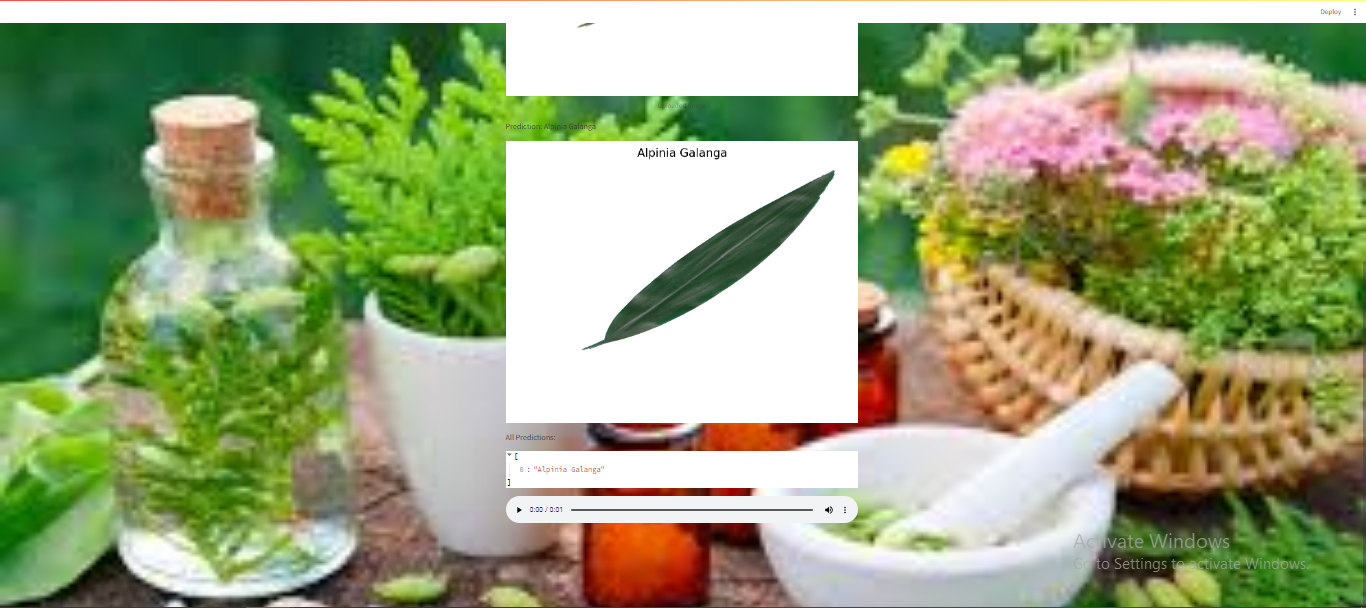 Deploy
Prediction: Alpinia Galanga
Alpinia Galanga
All Predictions:
[
0 : "Alpinia Galanga"
]
0:00 / 0:01
Activate Windows
Go to Settings to activate Windows.